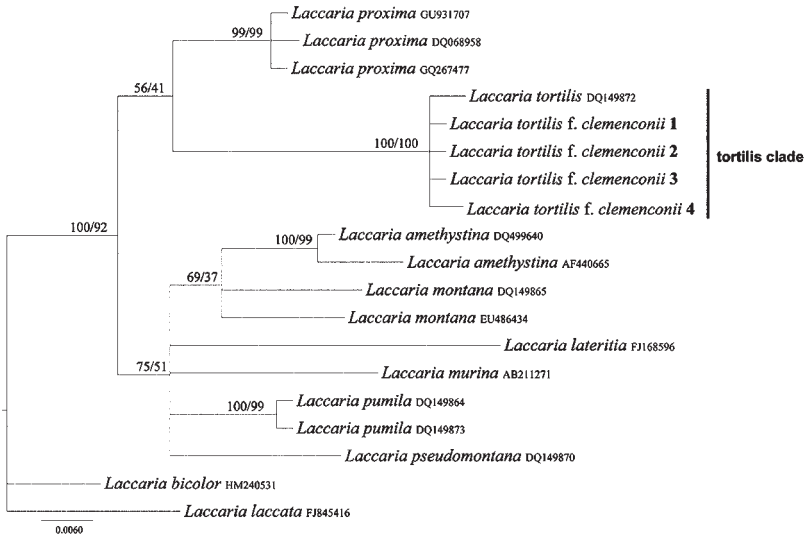 Laccaria proxima GU931707
99/99
Laccaria proxima DQ068958
Laccaria proxima GQ267477
56/41
Laccaria tortilis DQ149872
Laccaria tortilis f. clemenconii 1
100/100
Laccaria tortilis f. clemenconii 2
tortilis clade
Laccaria tortilis f. clemenconii 3
Laccaria tortilis f. clemenconii 4
100/92
Laccaria amethystina DQ499640
100/99
Laccaria amethystina AF440665
69/37
Laccaria montana DQ149865
Laccaria montana EU486434
Laccaria lateritia FJ168596
75/51
Laccaria murina AB211271
Laccaria pumila DQ149864
100/99
Laccaria pumila DQ149873
Laccaria pseudomontana DQ149870
Laccaria bicolor HM240531
Laccaria laccata FJ845416
0.0060